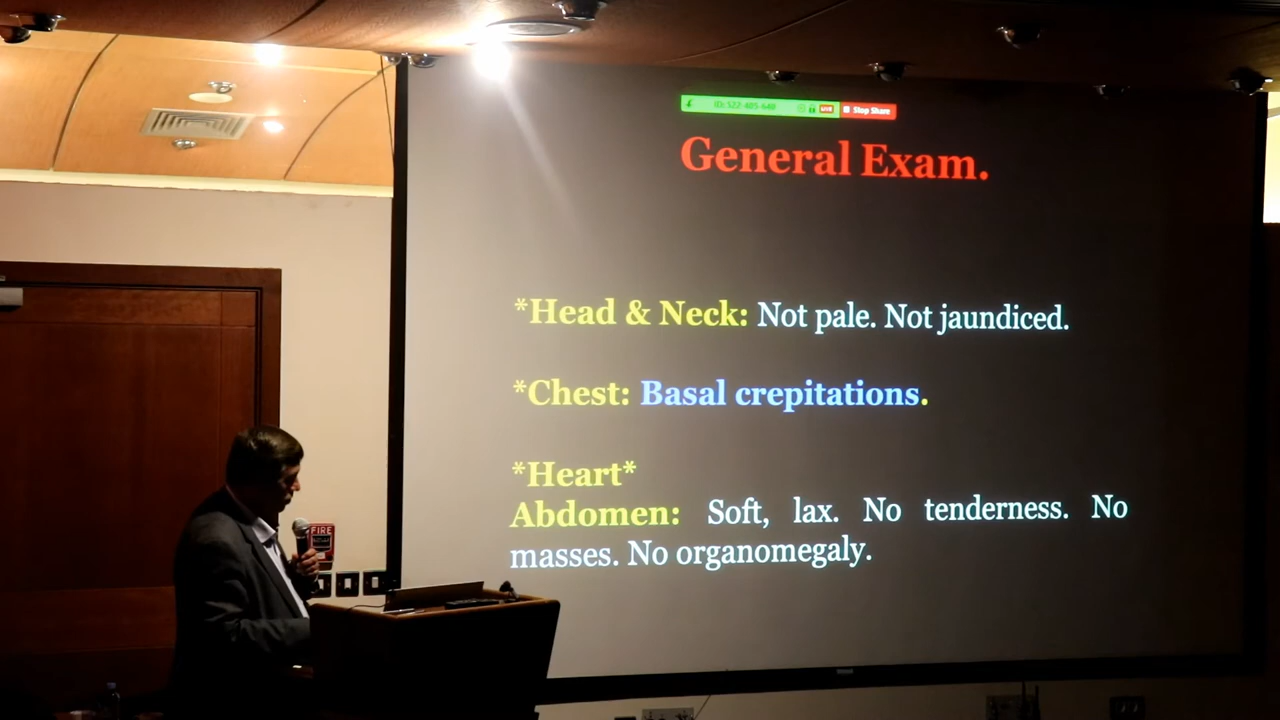 ID: 522-405-640 LIVE Stop Share
General Exam.
*Head & Neck: Not pale. Not jaundiced.
*Chest: Basal crepitations.
*Heart*
Abdomen: Soft, lax. No tenderness. No
masses. No organomegaly.
FIRE